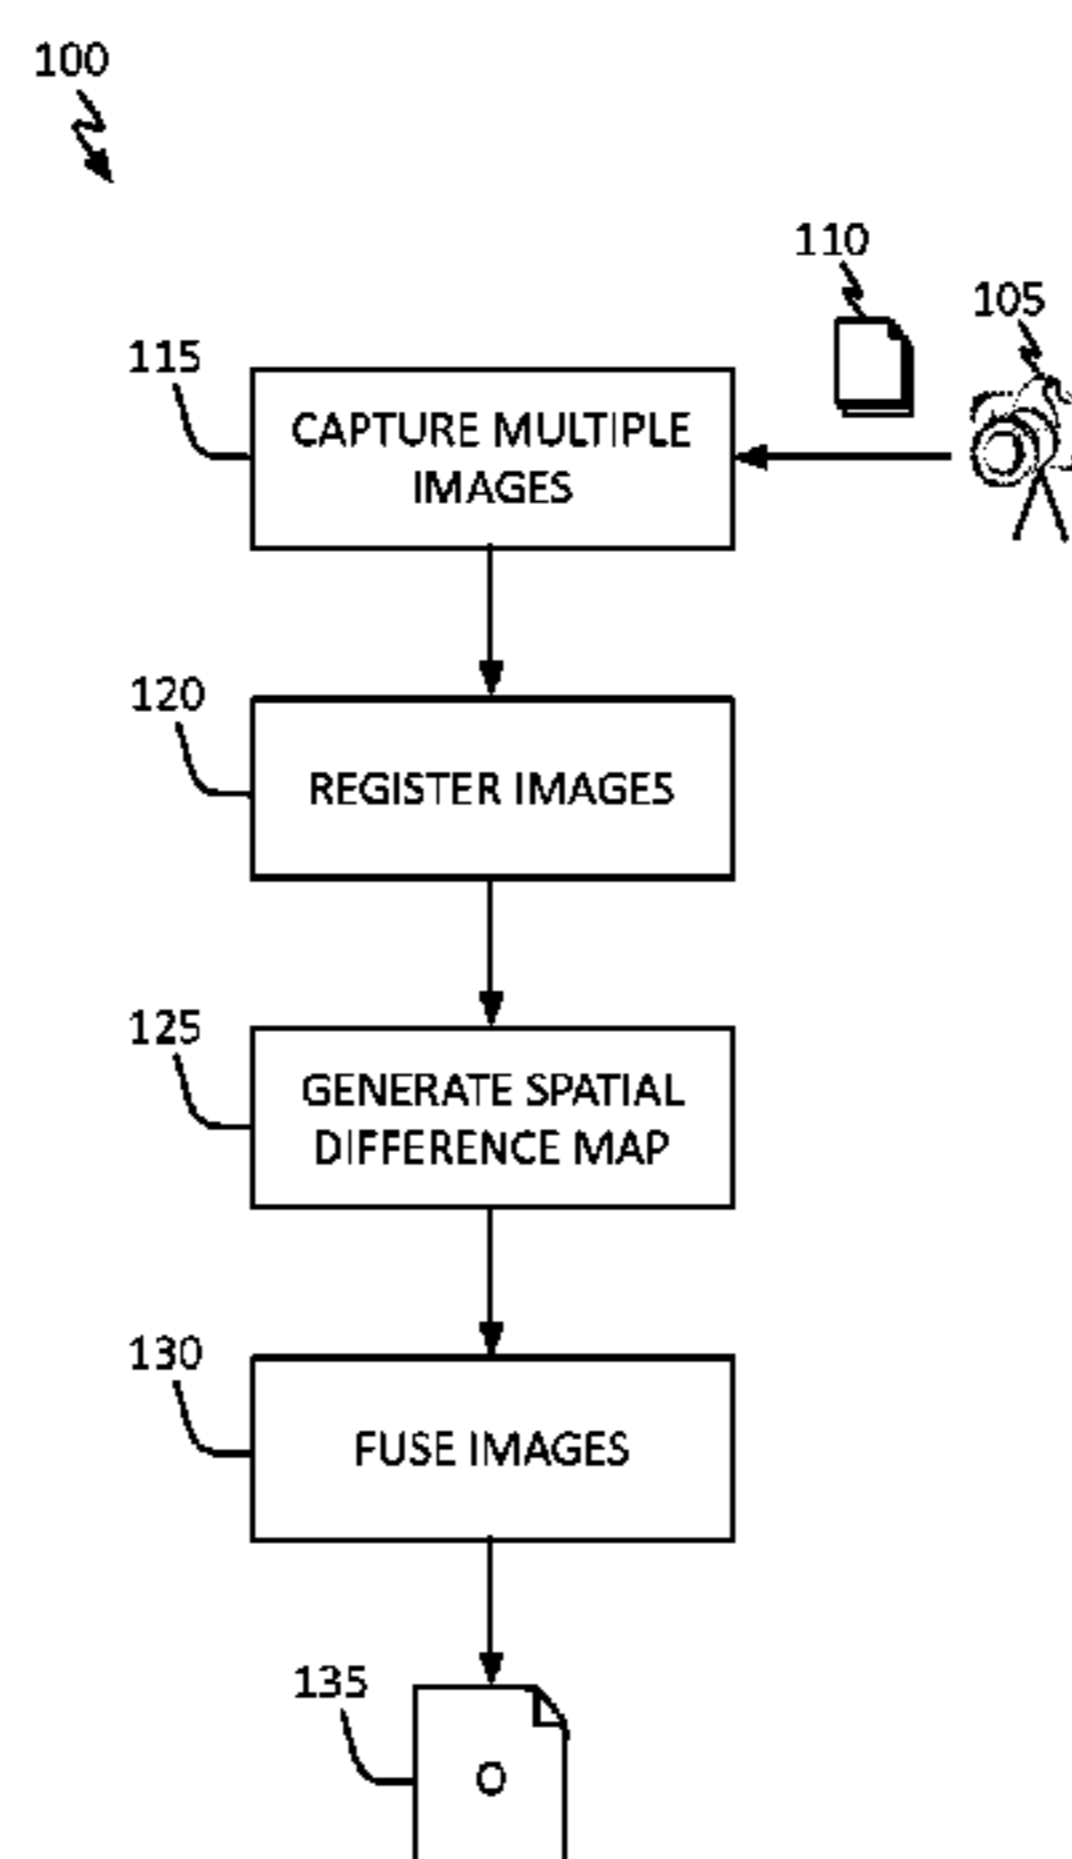 100
110
105
115
CAPTURE MULTIPLE
IMAGES
120
REGISTER IMAGES
125
GENERATE SPATIAL
DIFFERENCE MAP
130
FUSE IMAGES
135
O